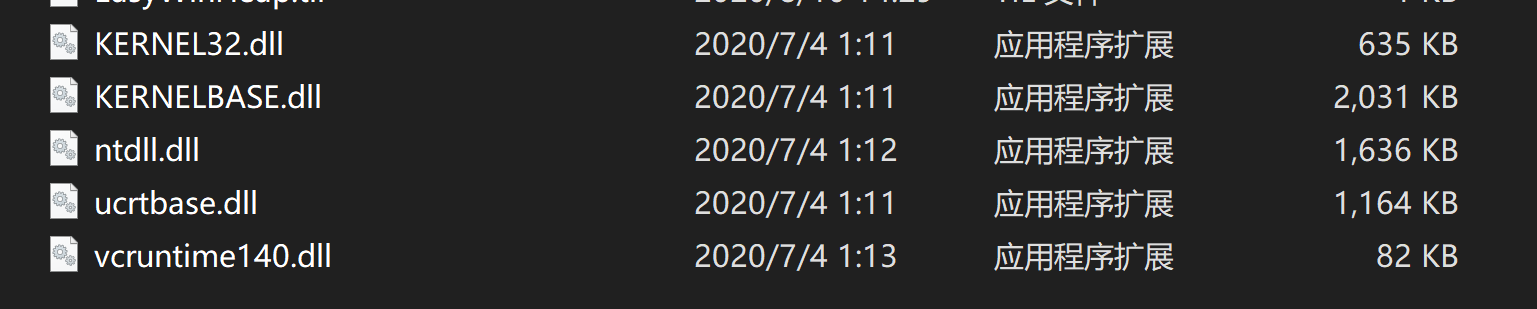 KERNEL32.dll 2020/7/4 1:11 应用程序扩展 635 KB
KERNELBASE.dll 2020/7/4 1:11 应用程序扩展 2,031 KB
ntdll.dll 2020/7/4 1:12 应用程序扩展 1,636 KB
ucrtbase.dll 2020/7/4 1:11 应用程序扩展 1,164 KB
vcruntime140.dll 2020/7/4 1:13 应用程序扩展 82 KB